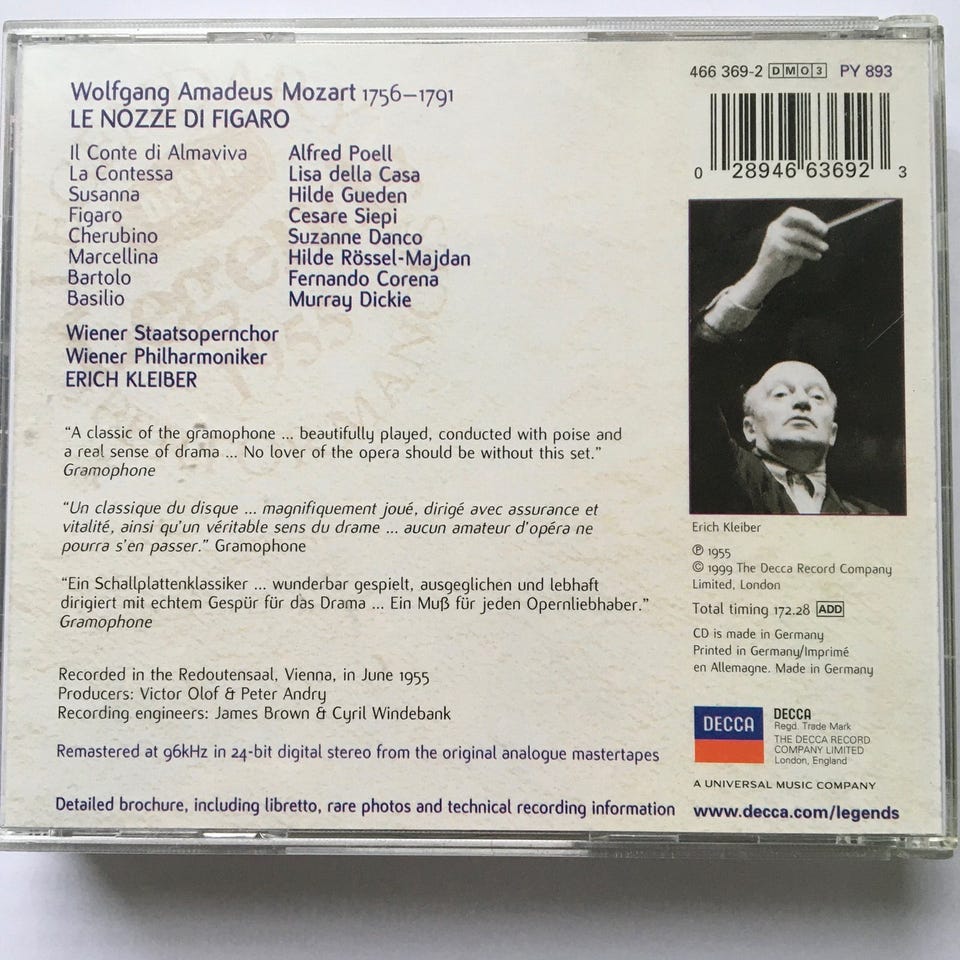 Wolfgang Amadeus Mozart 1756–1791
LE NOZZE DI FIGARO
Il Conte di Almaviva Alfred Poell
La Contessa Lisa della Casa
Susanna Hilde Gueden
Figaro Cesare Siepi
Cherubino Suzanne Danco
Marcellina Hilde Rössel-Majdan
Bartolo Fernando Corena
Basilio Murray Dickie
Wiener Staatsopernchor
Wiener Philharmoniker
ERICH KLEIBER
“A classic of the gramophone ... beautifully played, conducted with poise and
a real sense of drama ... No lover of the opera should be without this set.”
Gramophone
“Un classique du disque ... magnifiquement joué, dirigé avec assurance et
vitalité, ainsi qu’un véritable sens du drame ... aucun amateur d’opéra ne
pourra s’en passer.” Gramophone
“Ein Schallplattenklassiker ... wunderbar gespielt, ausgeglichen und lebhaft
dirigiert mit echtem Gespür für das Drama ... Ein Muß für jeden Opernliebhaber.”
Gramophone
Recorded in the Redoutensaal, Vienna, in June 1955
Producers: Victor Olof & Peter Andry
Recording engineers: James Brown & Cyril Windebank
Remastered at 96kHz in 24-bit digital stereo from the original analogue mastertapes
Detailed brochure, including libretto, rare photos and technical recording information
466 369-2 DMO3 PY 893
0 28946 63692 3
Erich Kleiber
℗ 1955
© 1999 The Decca Record Company
Limited, London
Total timing 172.28 ADD
CD is made in Germany
Printed in Germany/Imprimé
en Allemagne. Made in Germany
DECCA
DECCA
Regd. Trade Mark
THE DECCA RECORD
COMPANY LIMITED
London, England
A UNIVERSAL MUSIC COMPANY
www.decca.com/legends